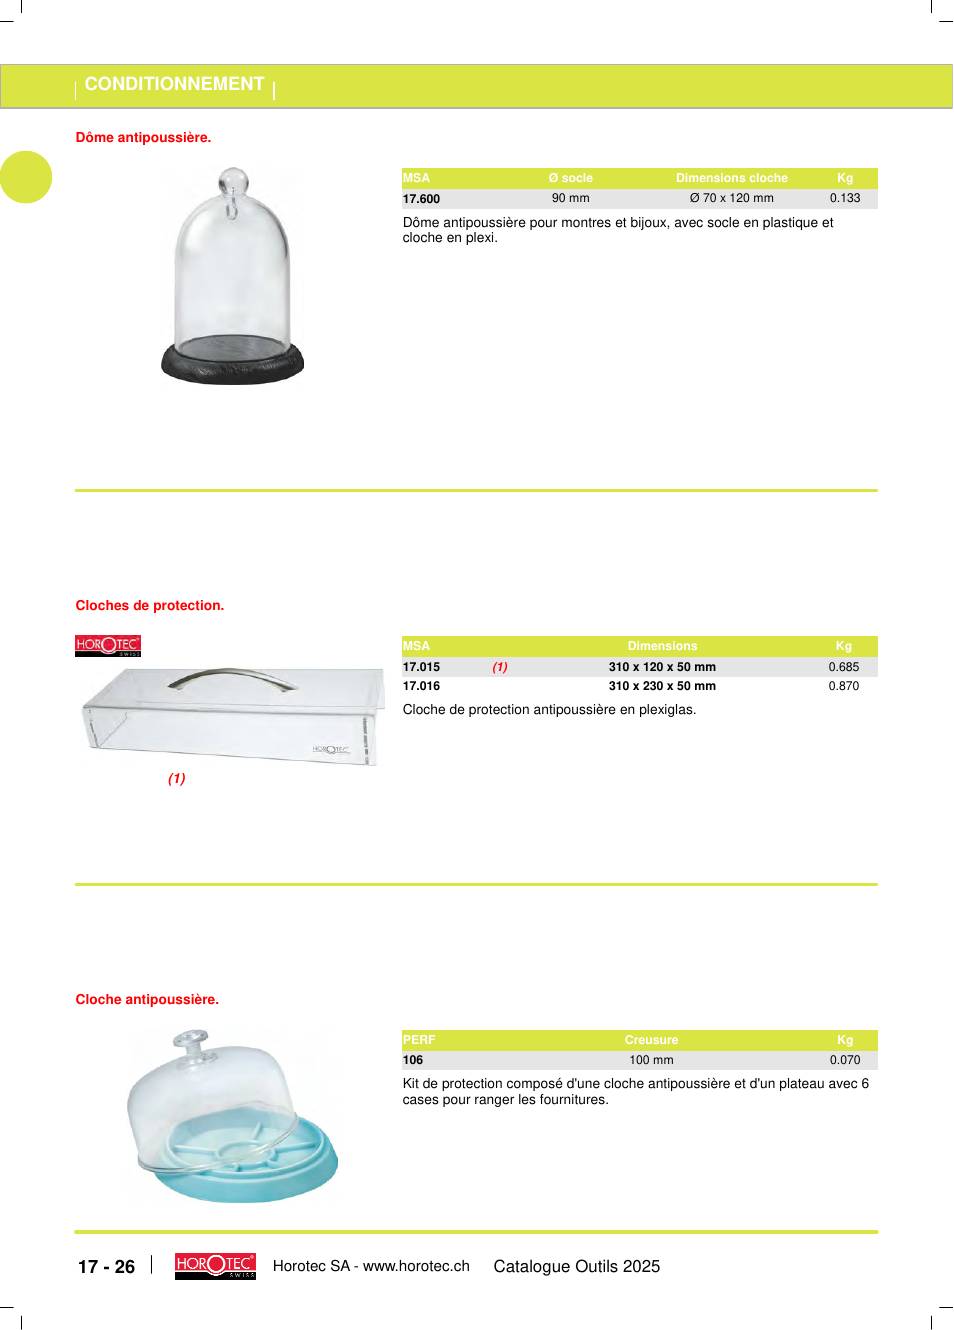 CONDITIONNEMENT
Dôme antipoussière.
MSA Ø socle Dimensions cloche Kg
17.600 90 mm Ø 70 x 120 mm 0.133
Dôme antipoussière pour montres et bijoux, avec socle en plastique et
cloche en plexi.
Cloches de protection.
HOROTEC®
SWISS
MSA Dimensions Kg
17.015 (1) 310 x 120 x 50 mm 0.685
17.016 310 x 230 x 50 mm 0.870
Cloche de protection antipoussière en plexiglas.
HOROTEC
(1)
Cloche antipoussière.
PERF Creusure Kg
106 100 mm 0.070
Kit de protection composé d'une cloche antipoussière et d'un plateau avec 6
cases pour ranger les fournitures.
17 - 26
HOROTEC®
SWISS
Horotec SA - www.horotec.ch Catalogue Outils 2025